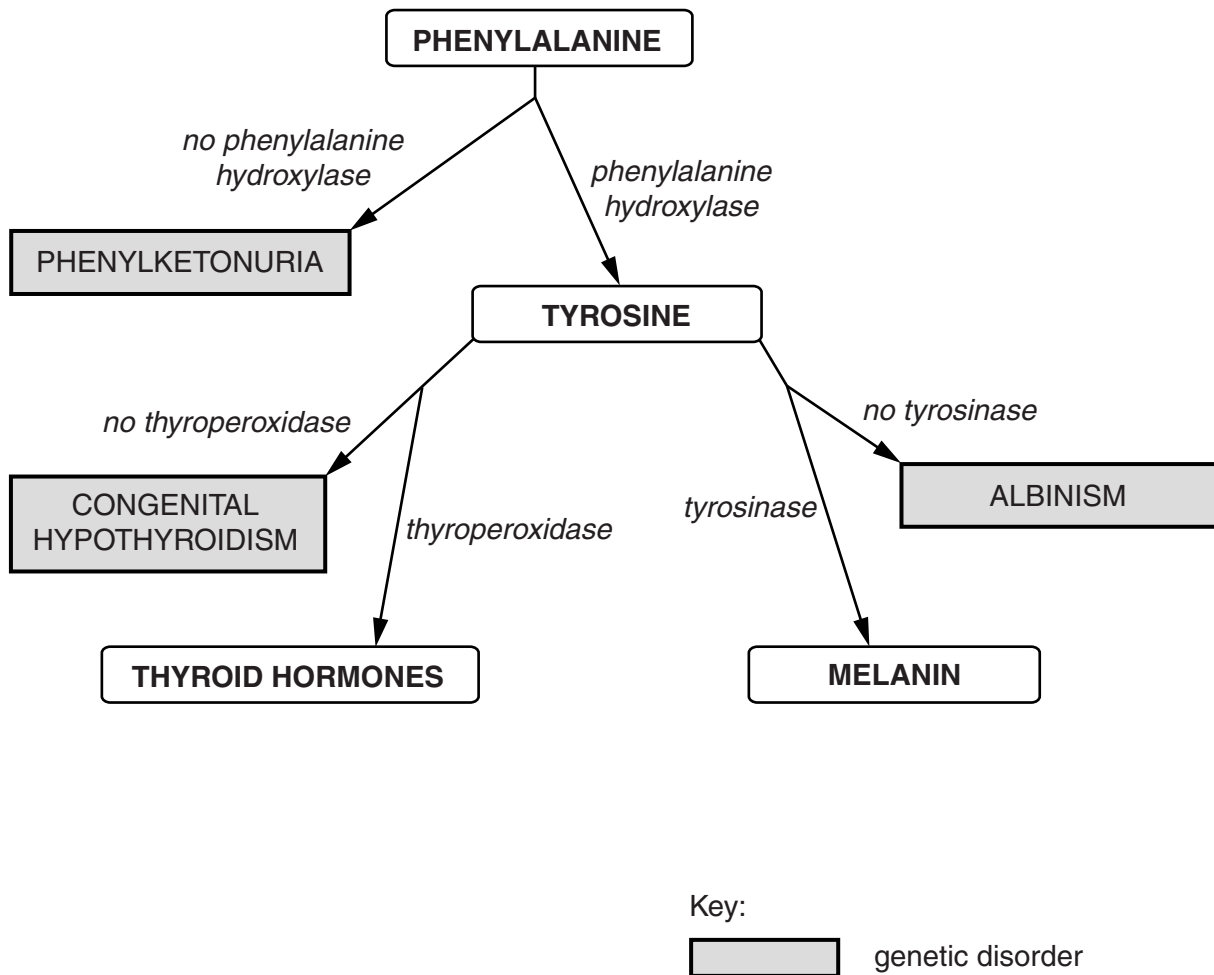 PHENYLALANINE
no phenylalanine
hydroxylase
phenylalanine
hydroxylase
PHENYLKETONURIA
TYROSINE
no thyroperoxidase
no tyrosinase
CONGENITAL
HYPOTHYROIDISM
thyroperoxidase
tyrosinase
ALBINISM
THYROID HORMONES
MELANIN
Key:
genetic disorder